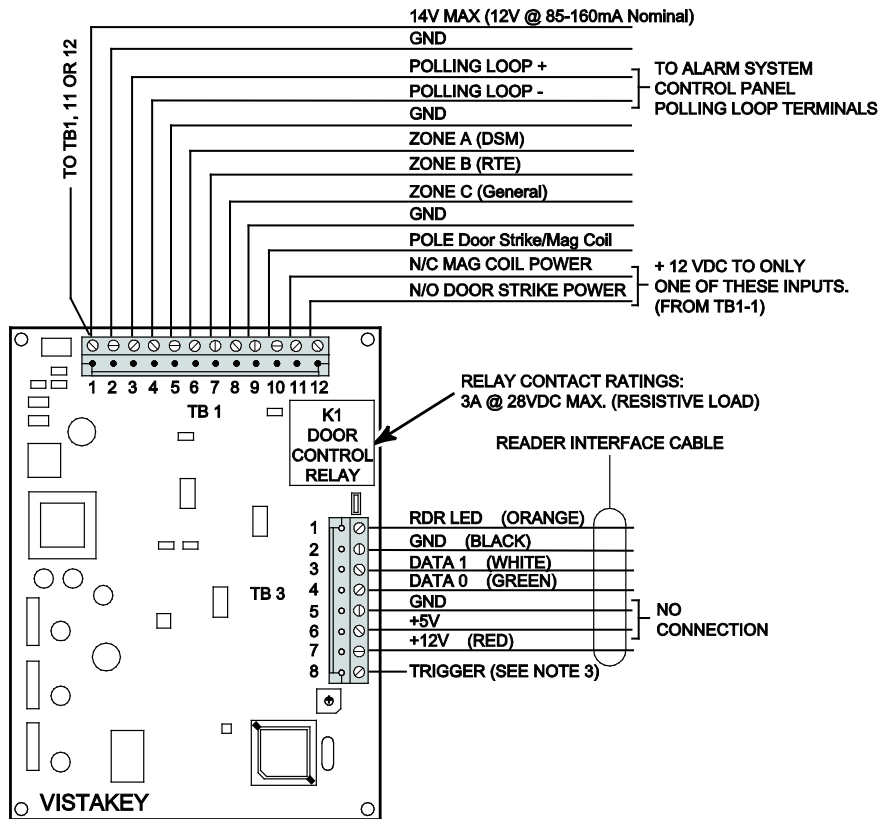 14V MAX (12V @ 85-160mA Nominal)
GND
POLLING LOOP +
POLLING LOOP -
TO ALARM SYSTEM
CONTROL PANEL
POLLING LOOP TERMINALS
GND
ZONE A (DSM)
ZONE B (RTE)
ZONE C (General)
GND
POLE Door Strike/Mag Coil
N/C MAG COIL POWER
N/O DOOR STRIKE POWER
+ 12 VDC TO ONLY
ONE OF THESE INPUTS.
(FROM TB1-1)
TO TB1, 11 OR 12
1 2 3 4 5 6 7 8 9 10 11 12
TB 1
K1
DOOR
CONTROL
RELAY
RELAY CONTACT RATINGS:
3A @ 28VDC MAX. (RESISTIVE LOAD)
READER INTERFACE CABLE
TB 3
1 RDR LED (ORANGE)
2 GND (BLACK)
3 DATA 1 (WHITE)
4 DATA 0 (GREEN)
5 GND
6 +5V
NO
CONNECTION
7 +12V (RED)
8 TRIGGER (SEE NOTE 3)
VISTAKEY